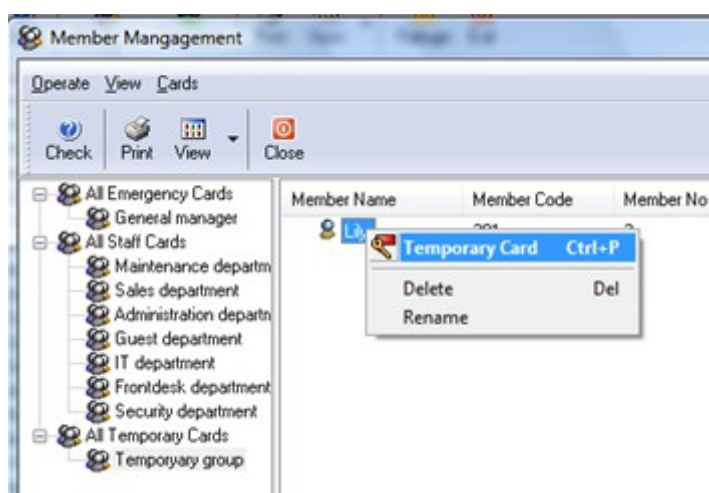 Member Mangagement
Operate View Cards
Check Print View Close
All Emergency Cards
General manager
All Staff Cards
Maintenance departm
Sales department
Administration departn
Guest department
IT department
Frontdesk department
Security department
All Temporary Cards
Temporyary group
Member Name Member Code Member No
Temporary Card Ctrl+P
Delete Del
Rename